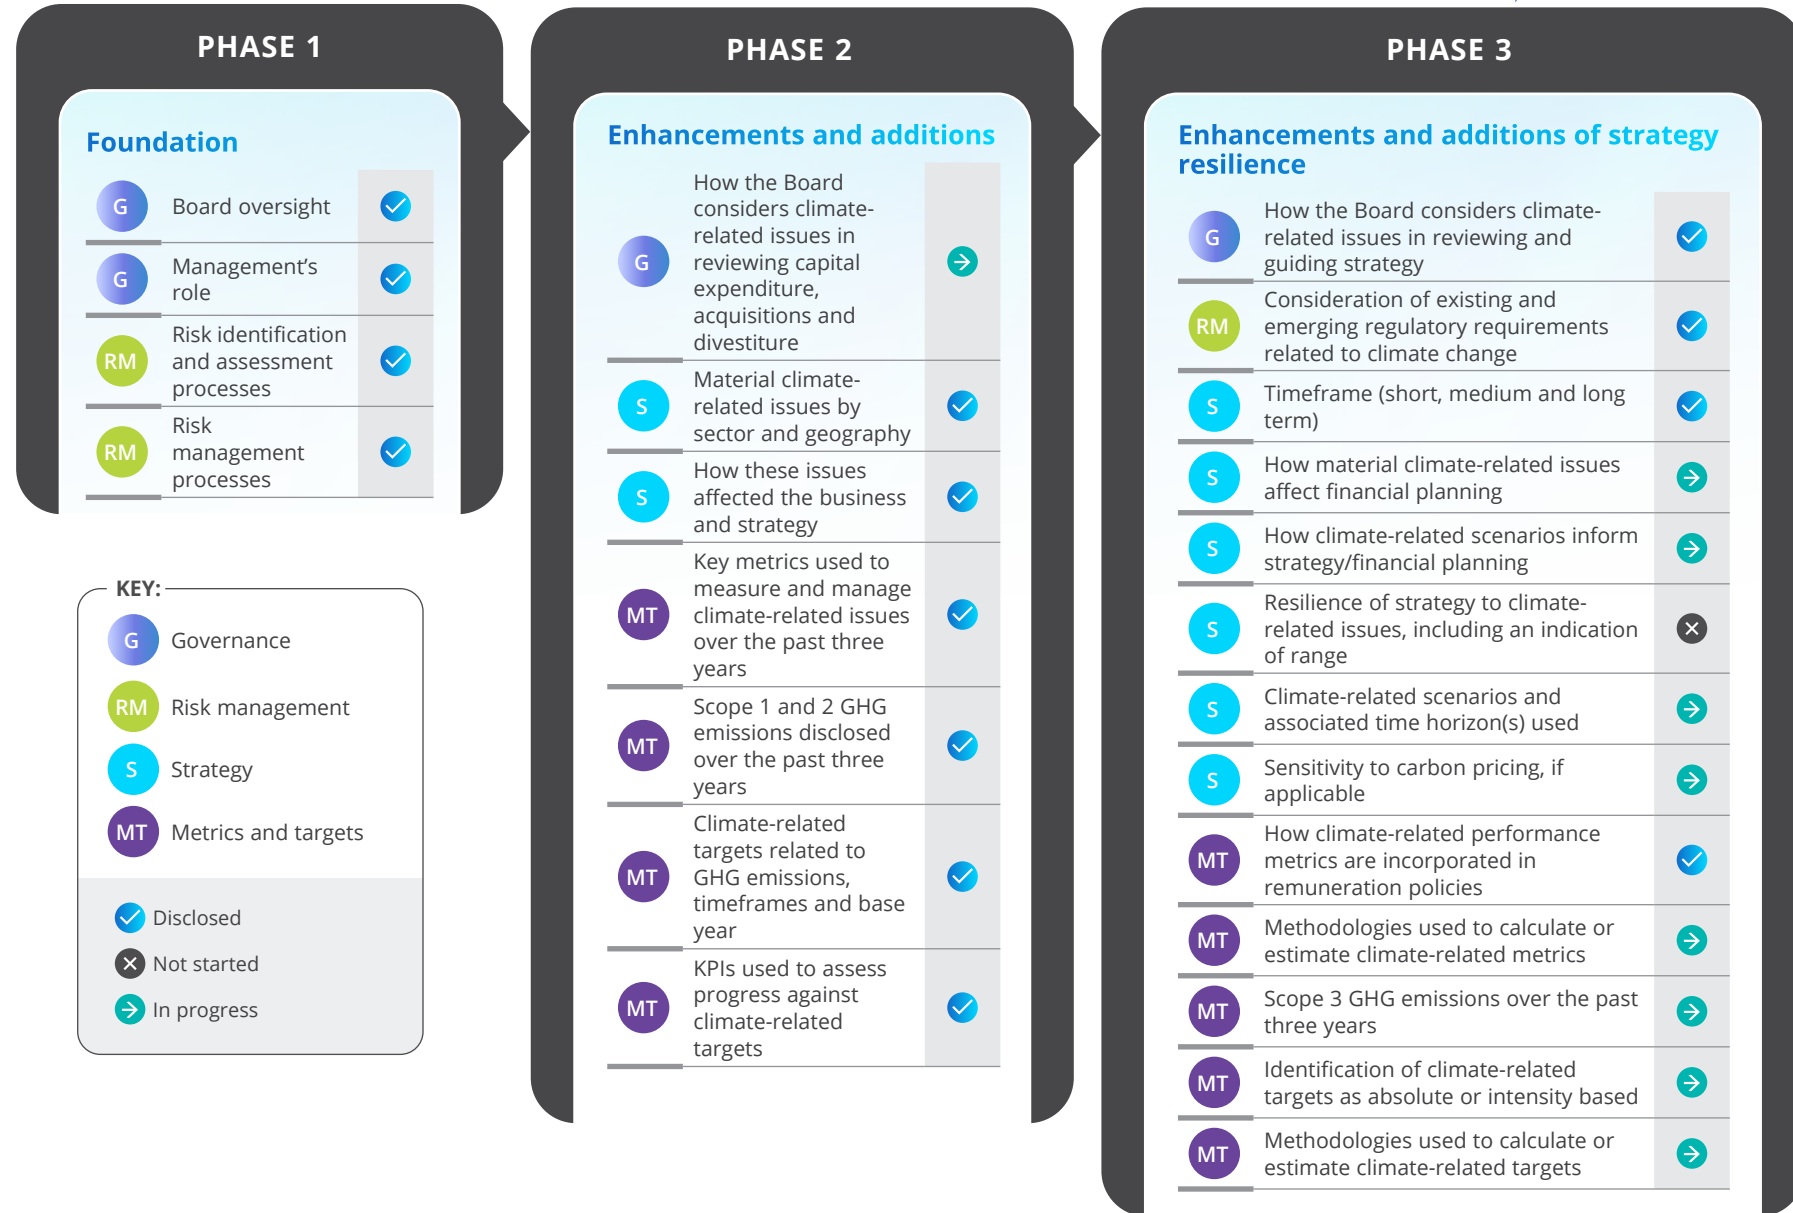 PHASE 1
Foundation
G
Board oversight
G
Management's
role
RM
Risk identification
and assessment
processes
RM
Risk
management
processes
KEY:
G
Governance
RM
Risk management
S
Strategy
MT
Metrics and targets
Disclosed
Not started
In progress
PHASE 2
Enhancements and additions
G
How the Board
considers climate-
related issues in
reviewing capital
expenditure,
acquisitions and
divestiture
S
Material climate-
related issues by
sector and geography
S
How these issues
affected the business
and strategy
MT
Key metrics used to
measure and manage
climate-related issues
over the past three
years
MT
Scope 1 and 2 GHG
emissions disclosed
over the past three
years
MT
Climate-related
targets related to
GHG emissions,
timeframes and base
year
MT
KPIs used to assess
progress against
climate-related
targets
PHASE 3
Enhancements and additions of strategy
resilience
G
How the Board considers climate-
related issues in reviewing and
guiding strategy
RM
Consideration of existing and
emerging regulatory requirements
related to climate change
S
Timeframe (short, medium and long
term)
S
How material climate-related issues
affect financial planning
S
How climate-related scenarios inform
strategy/financial planning
S
Resilience of strategy to climate-
related issues, including an indication
of range
S
Climate-related scenarios and
associated time horizon(s) used
S
Sensitivity to carbon pricing, if
applicable
MT
How climate-related performance
metrics are incorporated in
remuneration policies
MT
Methodologies used to calculate or
estimate climate-related metrics
MT
Scope 3 GHG emissions over the past
three years
MT
Identification of climate-related
targets as absolute or intensity based
MT
Methodologies used to calculate or
estimate climate-related targets